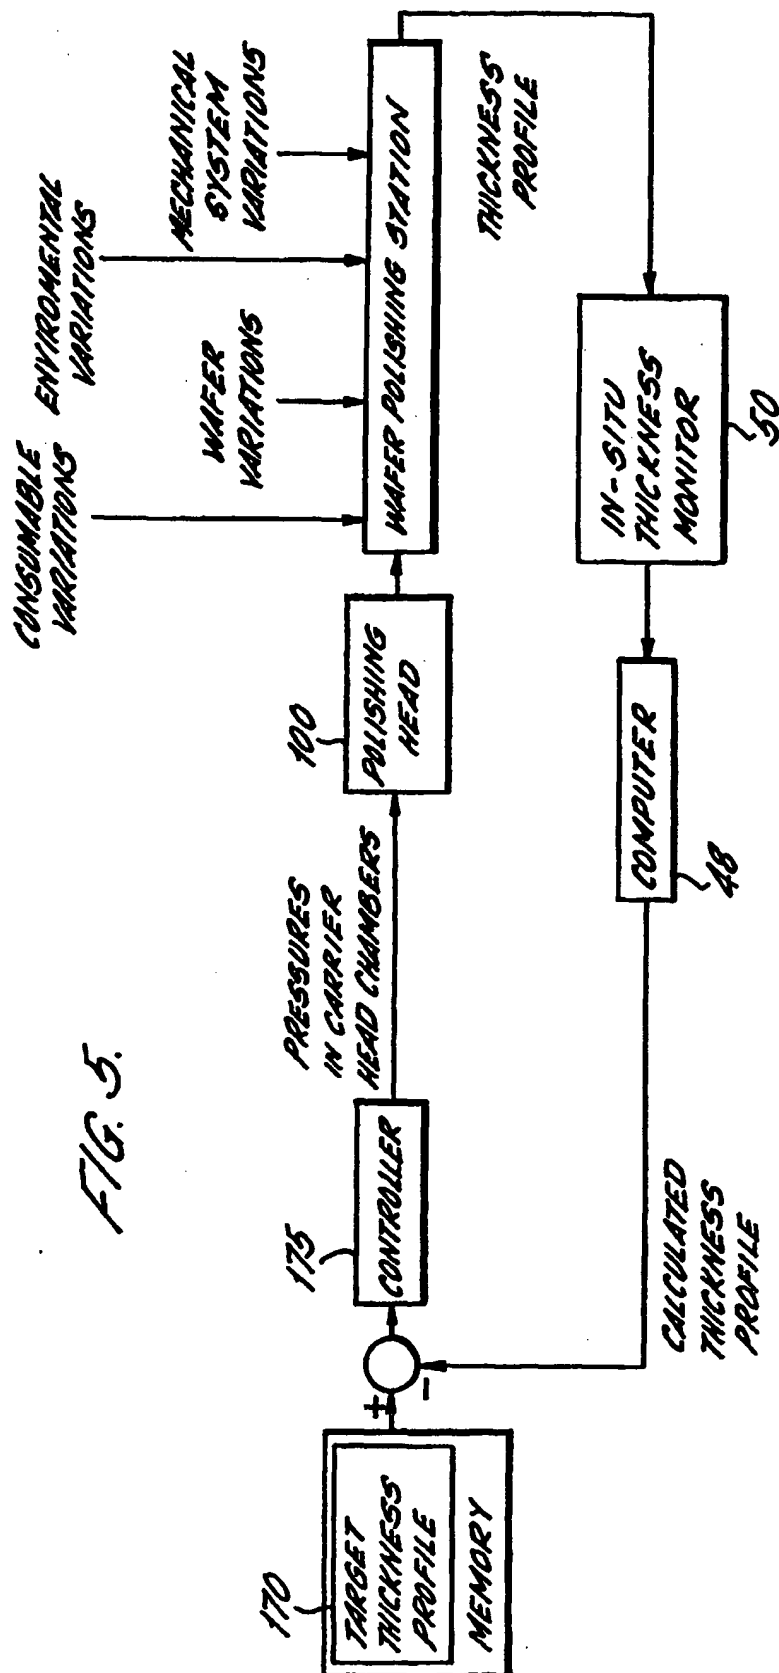 FIG. 5.
CONSUMABLE
VARIATIONS
ENVIROMENTAL
VARIATIONS
WAFER
VARIATIONS
MECHANICAL
SYSTEM
VARIATIONS
170
TARGET
THICKNESS
PROFILE
MEMORY
+
-
175
CONTROLLER
PRESSURES
IN CARRIER
HEAD CHAMBERS
100
POLISHING
HEAD
WAFER POLISHING STATION
THICKNESS
PROFILE
IN-SITU
THICKNESS
MONITOR
50
COMPUTER
48
CALCULATED
THICKNESS
PROFILE